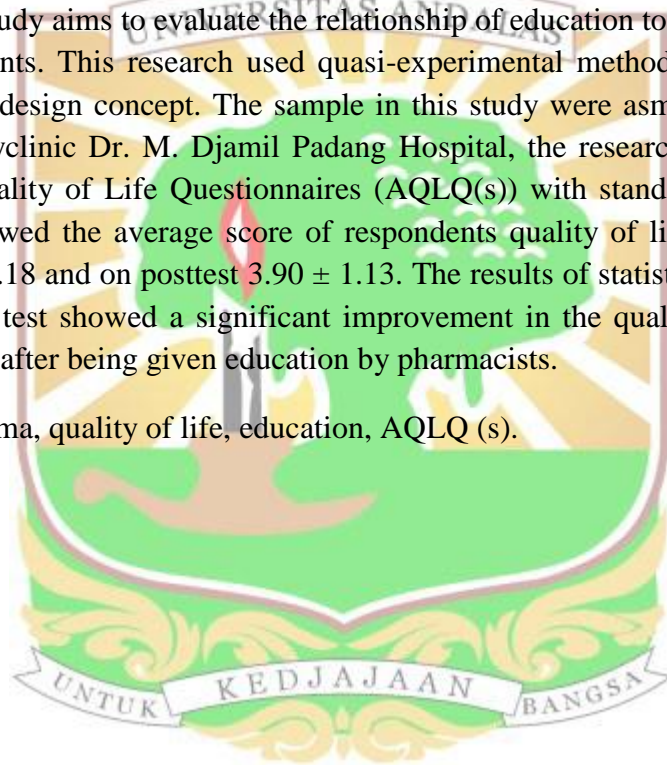 udy aims to evaluate the relationship of education to
UNIVERSITAS ANDALAS
nts. This research used quasi-experimental method
design concept. The sample in this study were asm
yclinic Dr. M. Djamil Padang Hospital, the researc
ality of Life Questionnaires (AQLQ(s)) with stand
wed the average score of respondents quality of li
.18 and on posttest 3.90 ± 1.13. The results of statist
test showed a significant improvement in the qual
after being given education by pharmacists.
ma, quality of life, education, AQLQ (s).
UNTUK KEDJAJAAN BANGSA